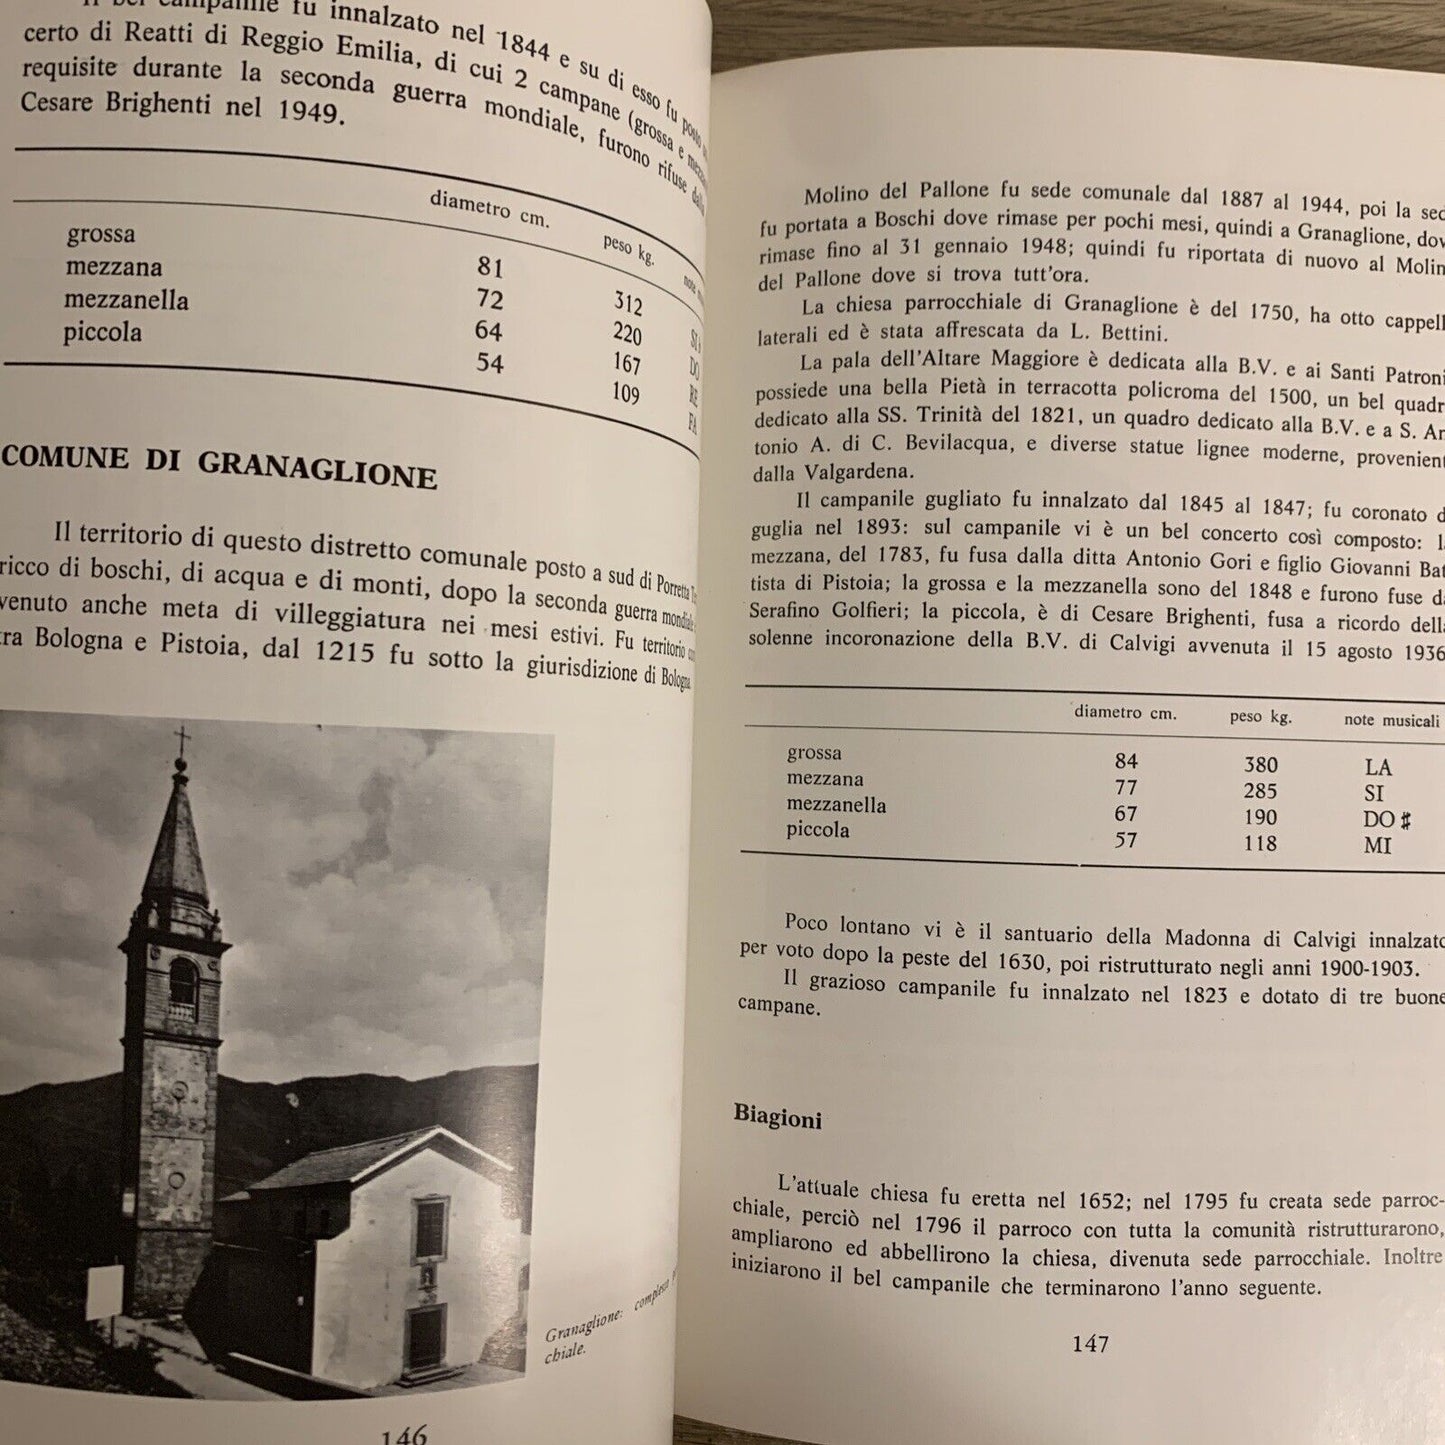 bel campanile fu innalzato nel 1844 e su di esso fu posto
certo di Reatti di Reggio Emilia, di cui 2 campane (grossa e
requisite durante la seconda guerra mondiale, furono rifuse dalla
Cesare Brighenti nel 1949.
diametro cm. peso kg. note
grossa 81 312
mezzana 72 220 DO
mezzanella 64 167 RE
piccola 54 109 FA
COMUNE DI GRANAGLIONE
Il territorio di questo distretto comunale posto a sud di Porretta
ricco di boschi, di acqua e di monti, dopo la seconda guerra mondiale
venuto anche meta di villeggiatura nei mesi estivi. Fu territorio
tra Bologna e Pistoia, dal 1215 fu sotto la giurisdizione di Bologna.
Granaglione: complesso
chiale.
146
Molino del Pallone fu sede comunale dal 1887 al 1944, poi la sed
fu portata a Boschi dove rimase per pochi mesi, quindi a Granaglione, dov
rimase fino al 31 gennaio 1948; quindi fu riportata di nuovo al Molin
del Pallone dove si trova tutt'ora.
La chiesa parrocchiale di Granaglione è del 1750, ha otto cappell
laterali ed è stata affrescata da L. Bettini.
La pala dell'Altare Maggiore è dedicata alla B.V. e ai Santi Patroni
possiede una bella Pietà in terracotta policroma del 1500, un bel quadr
dedicato alla SS. Trinità del 1821, un quadro dedicato alla B.V. e a S. An
tonio A. di C. Bevilacqua, e diverse statue lignee moderne, provenient
dalla Valgardena.
Il campanile gugliato fu innalzato dal 1845 al 1847; fu coronato d
guglia nel 1893: sul campanile vi è un bel concerto così composto: l
mezzana, del 1783, fu fusa dalla ditta Antonio Gori e figlio Giovanni Bat
tista di Pistoia; la grossa e la mezzanella sono del 1848 e furono fuse d
Serafino Golfieri; la piccola, è di Cesare Brighenti, fusa a ricordo della
solenne incoronazione della B.V. di Calvigi avvenuta il 15 agosto 1936
diametro cm. peso kg. note musicali
grossa 84 380 LA
mezzana 77 285 SI
mezzanella 67 190 DO ♯
piccola 57 118 MI
Poco lontano vi è il santuario della Madonna di Calvigi innalzato
per voto dopo la peste del 1630, poi ristrutturato negli anni 1900-1903.
Il grazioso campanile fu innalzato nel 1823 e dotato di tre buone
campane.
Biagioni
L'attuale chiesa fu eretta nel 1652; nel 1795 fu creata sede parroc-
chiale, perciò nel 1796 il parroco con tutta la comunità ristrutturarono,
ampliarono ed abbellirono la chiesa, divenuta sede parrocchiale. Inoltre
iniziarono il bel campanile che terminarono l'anno seguente.
147